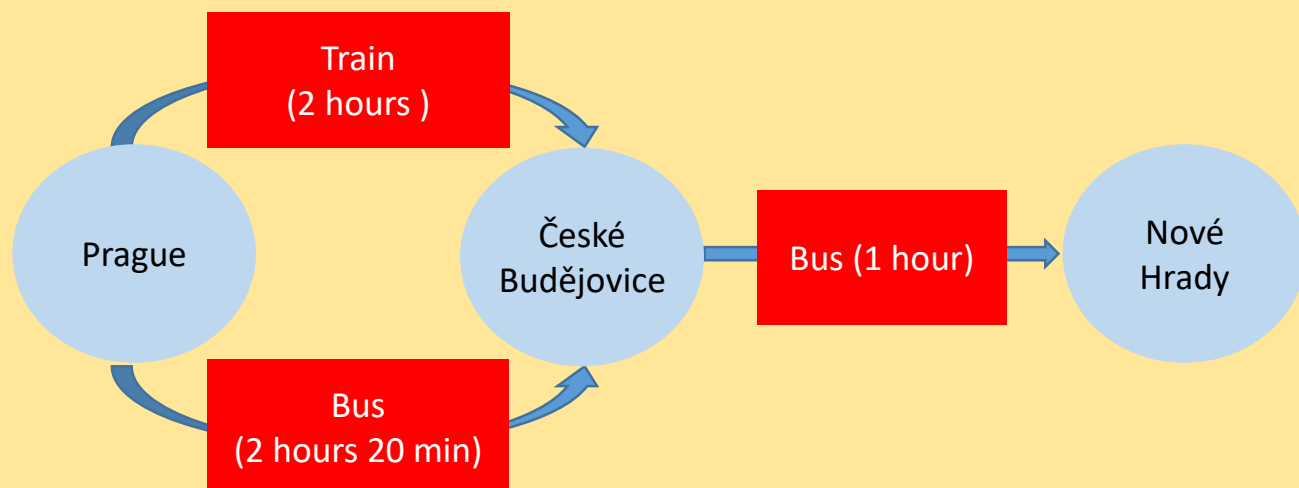 Train
(2 hours )
Prague
České
Budějovice
Bus (1 hour)
Nové
Hrady
Bus
(2 hours 20 min)